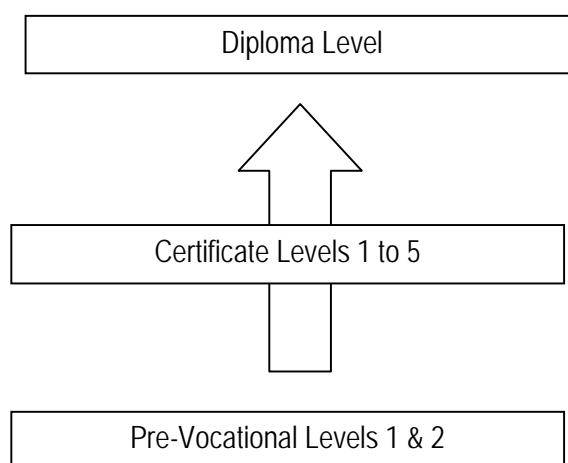 Diploma Level
Certificate Levels 1 to 5
Pre-Vocational Levels 1 & 2